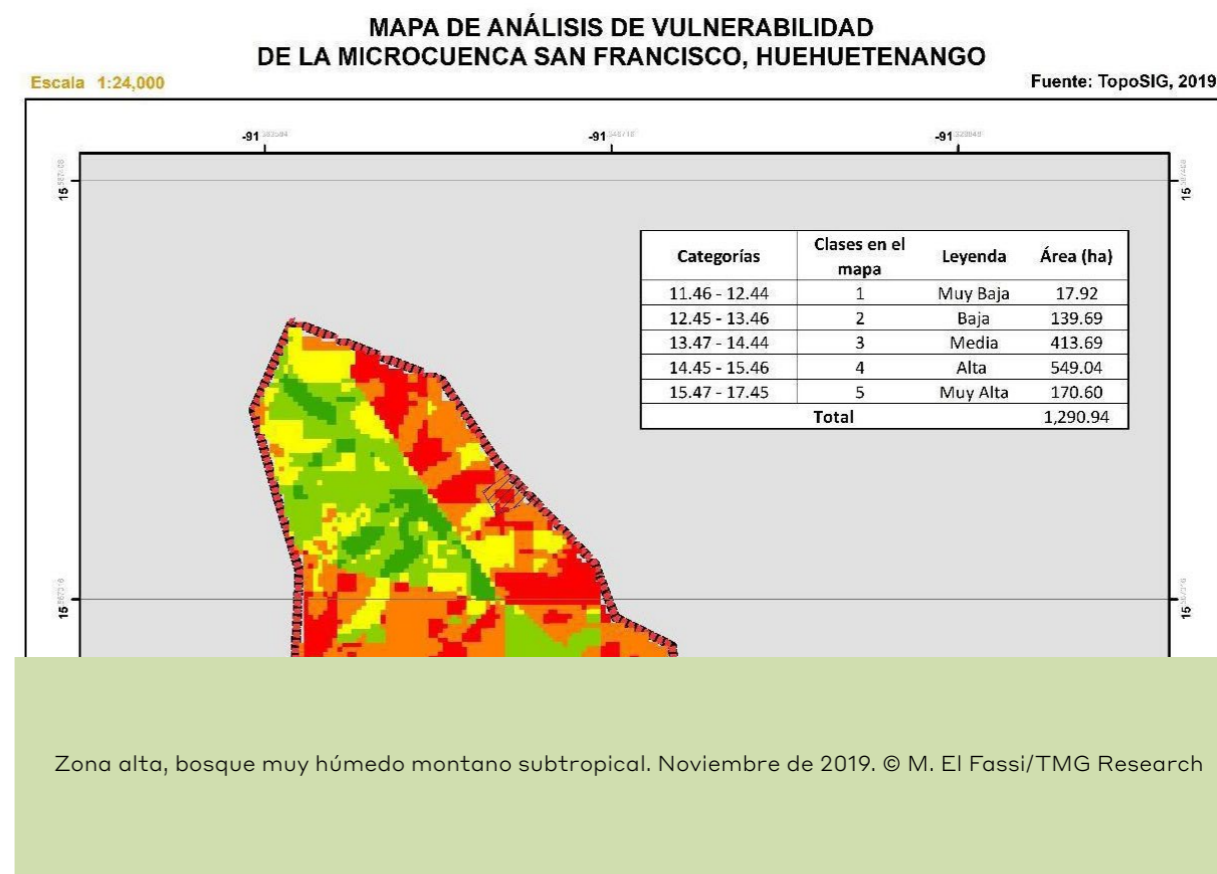 MAPA DE ANÁLISIS DE VULNERABILIDAD
DE LA MICROCUENCA SAN FRANCISCO, HUEHUETENANGO
Escala 1:24,000
Fuente: TopoSIG, 2019
-91 -91 -91
15 15
Categorías Clases en el mapa Leyenda Área (ha)
11.46 - 12.44 1 Muy Baja 17.92
12.45 - 13.46 2 Baja 139.69
13.47 - 14.44 3 Media 413.69
14.45 - 15.46 4 Alta 549.04
15.47 - 17.45 5 Muy Alta 170.60
Total 1,290.94
15 15
Zona alta, bosque muy húmedo montano subtropical. Noviembre de 2019. © M. El Fassi/TMG Research